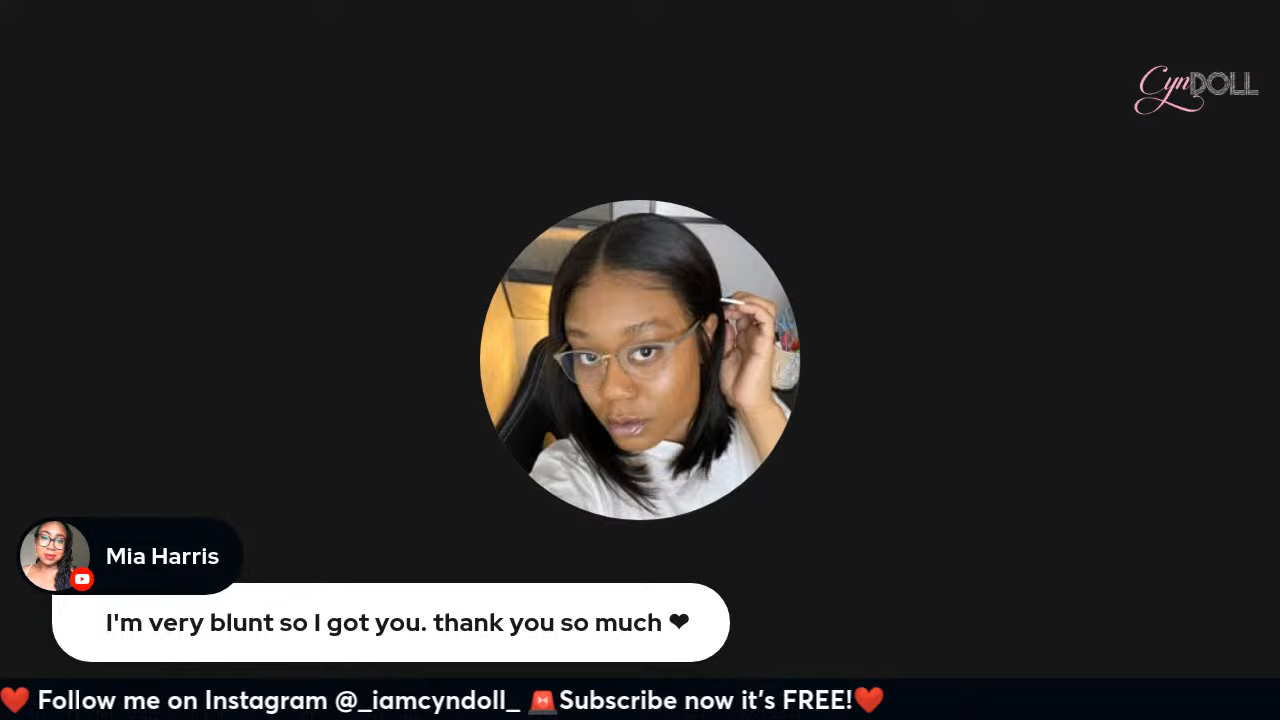 CynDOLL
Mia Harris
I'm very blunt so I got you. thank you so much ❤
❤️ Follow me on Instagram @_iamcyndoll_ 🚨Subscribe now it's FREE!❤️